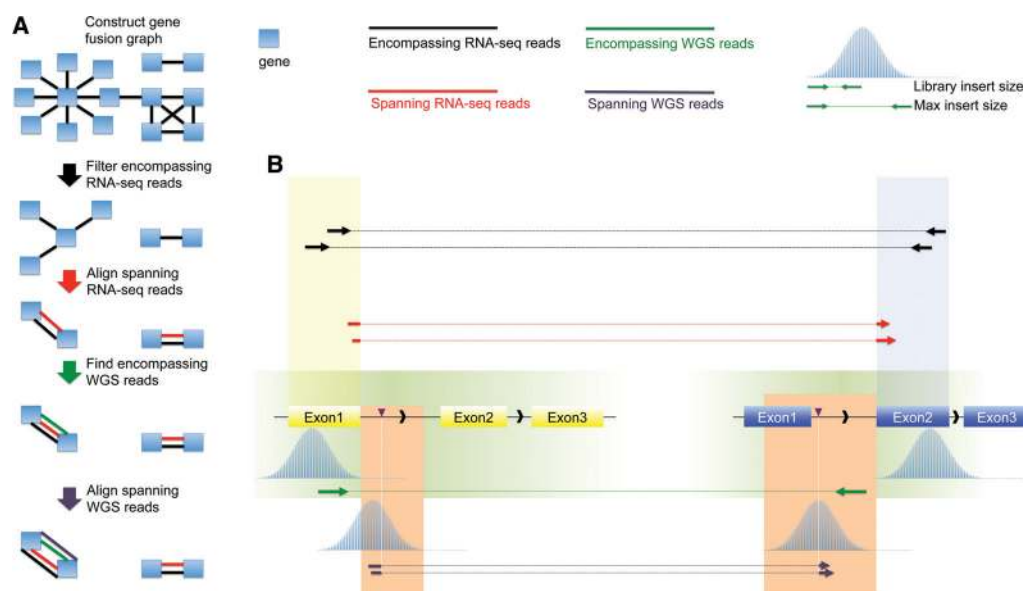 A
Construct gene
fusion graph
gene
Encompassing RNA-seq reads
Encompassing WGS reads
Spanning RNA-seq reads
Spanning WGS reads
Library insert size
Max insert size
Filter encompassing
RNA-seq reads
Align spanning
RNA-seq reads
Find encompassing
WGS reads
Align spanning
WGS reads
B
Exon1
Exon2
Exon3
Exon1
Exon2
Exon3